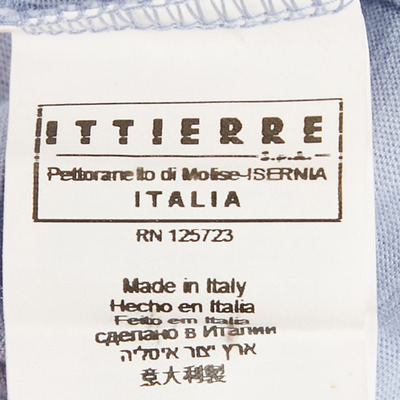 ITTIERRE
S.p.A.
Pettoranello di Molise-ISERNIA
ITALIA
RN 125723
Made in Italy
Hecho en Italia
Feito em Italia
сделано в Италии
ארץ יצור איטליה
意大利製